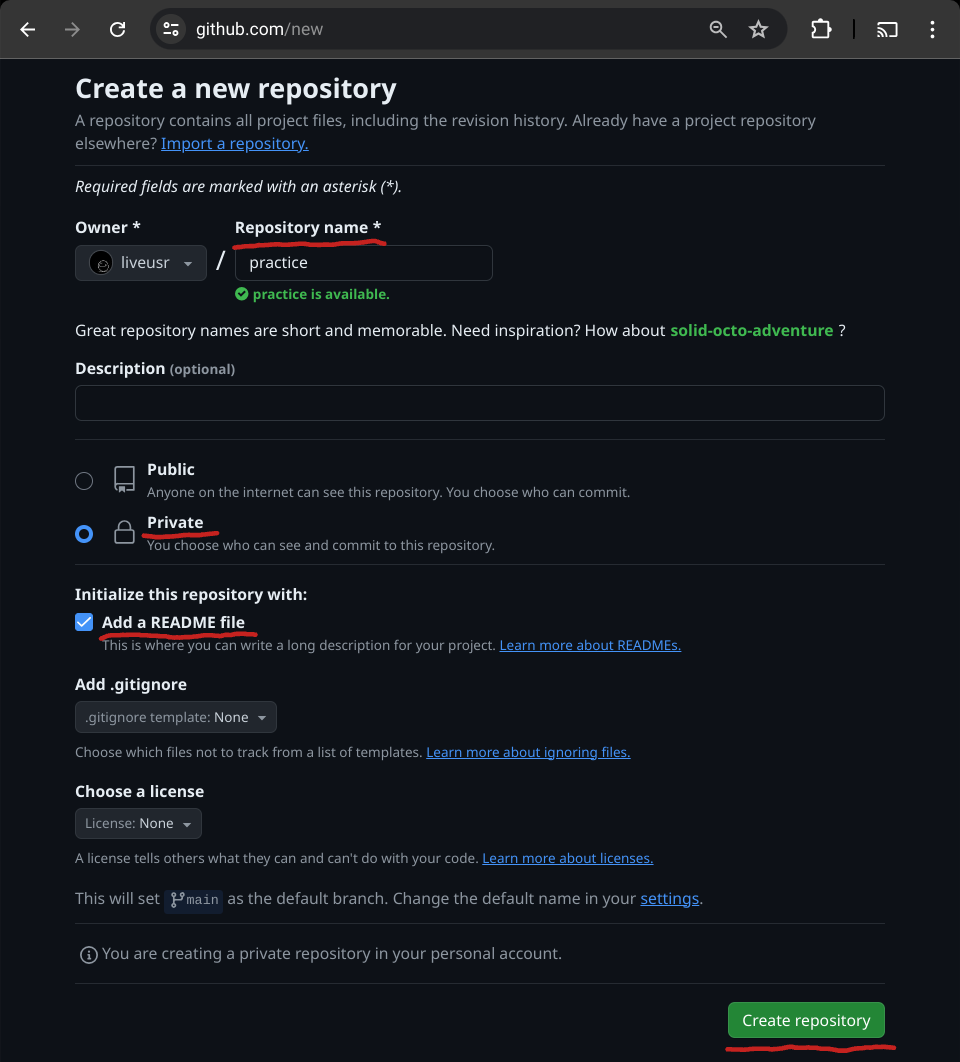 github.com/new
Create a new repository
A repository contains all project files, including the revision history. Already have a project repository
elsewhere? Import a repository.
Required fields are marked with an asterisk (*).
Owner *
Repository name *
liveusr
/
practice
practice is available.
Great repository names are short and memorable. Need inspiration? How about solid-octo-adventure ?
Description (optional)
Public
Anyone on the internet can see this repository. You choose who can commit.
Private
You choose who can see and commit to this repository.
Initialize this repository with:
Add a README file
This is where you can write a long description for your project. Learn more about READMEs.
Add .gitignore
.gitignore template: None
Choose which files not to track from a list of templates. Learn more about ignoring files.
Choose a license
License: None
A license tells others what they can and can't do with your code. Learn more about licenses.
This will set main as the default branch. Change the default name in your settings.
You are creating a private repository in your personal account.
Create repository